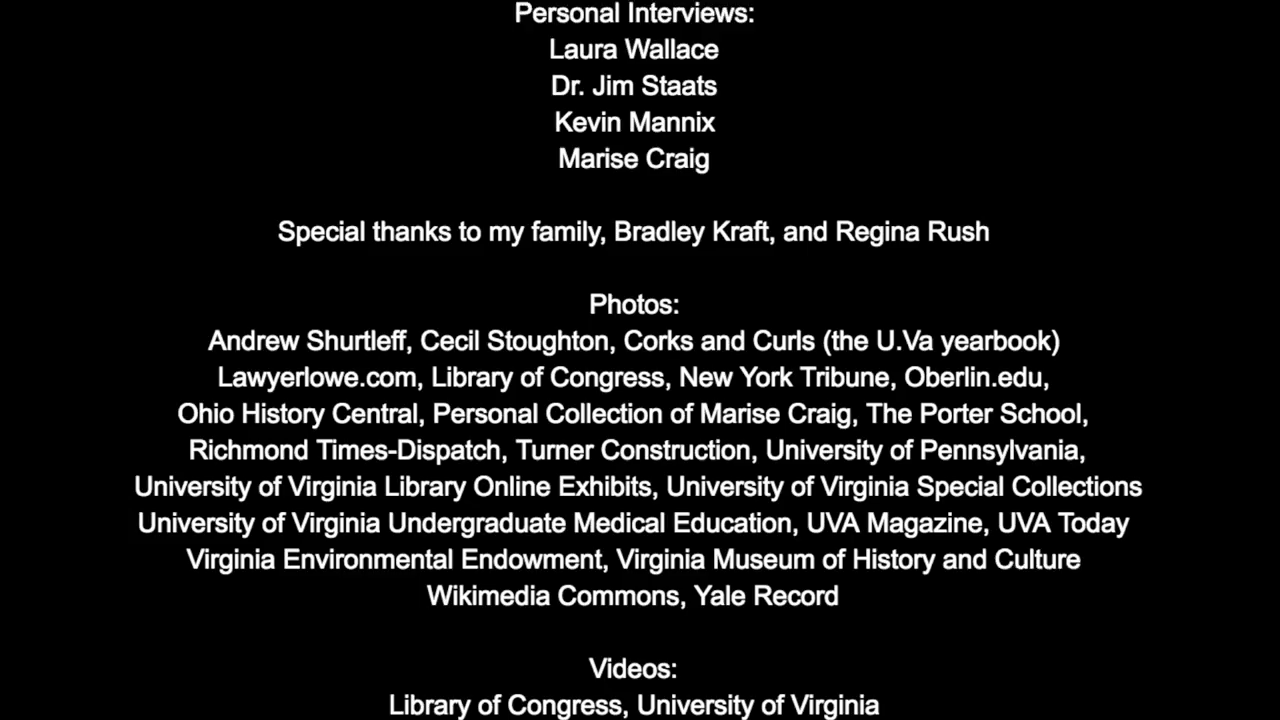 Personal Interviews:
Laura Wallace
Dr. Jim Staats
Kevin Mannix
Marise Craig
Special thanks to my family, Bradley Kraft, and Regina Rush
Photos:
Andrew Shurtleff, Cecil Stoughton, Corks and Curls (the U.Va yearbook)
Lawyerlowe.com, Library of Congress, New York Tribune, Oberlin.edu,
Ohio History Central, Personal Collection of Marise Craig, The Porter School,
Richmond Times-Dispatch, Turner Construction, University of Pennsylvania,
University of Virginia Library Online Exhibits, University of Virginia Special Collections
University of Virginia Undergraduate Medical Education, UVA Magazine, UVA Today
Virginia Environmental Endowment, Virginia Museum of History and Culture
Wikimedia Commons, Yale Record
Videos:
Library of Congress, University of Virginia